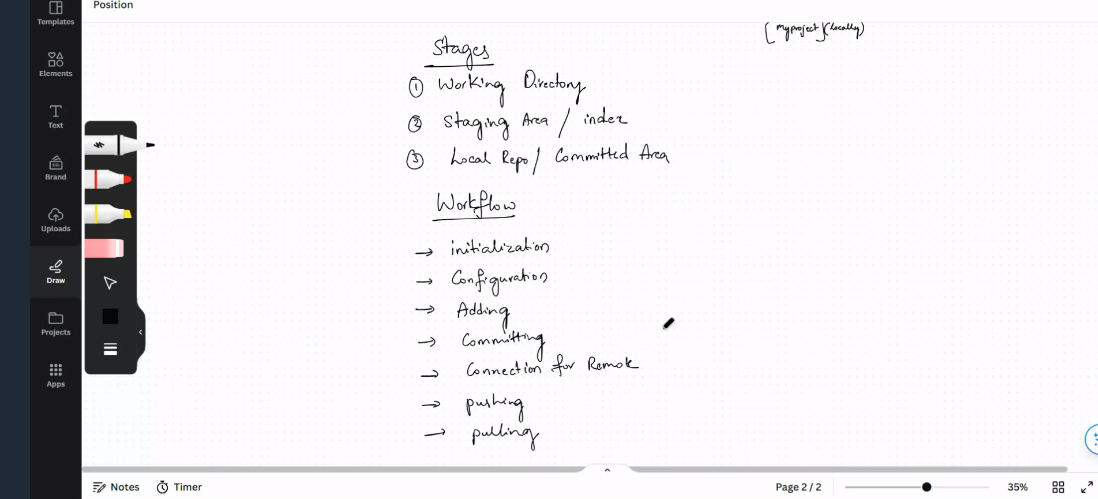 Position
Templates
Elements
Text
Brand
Uploads
Draw
Projects
Apps
[myproject](locally)
Stages
① Working Directory
② Staging Area / index
③ Local Repo / Committed Area
Workflow
→ initialization
→ Configuration
→ Adding
→ Committing
→ Connection for Remote
→ pushing
→ pulling
Notes
Timer
Page 2 / 2
35%